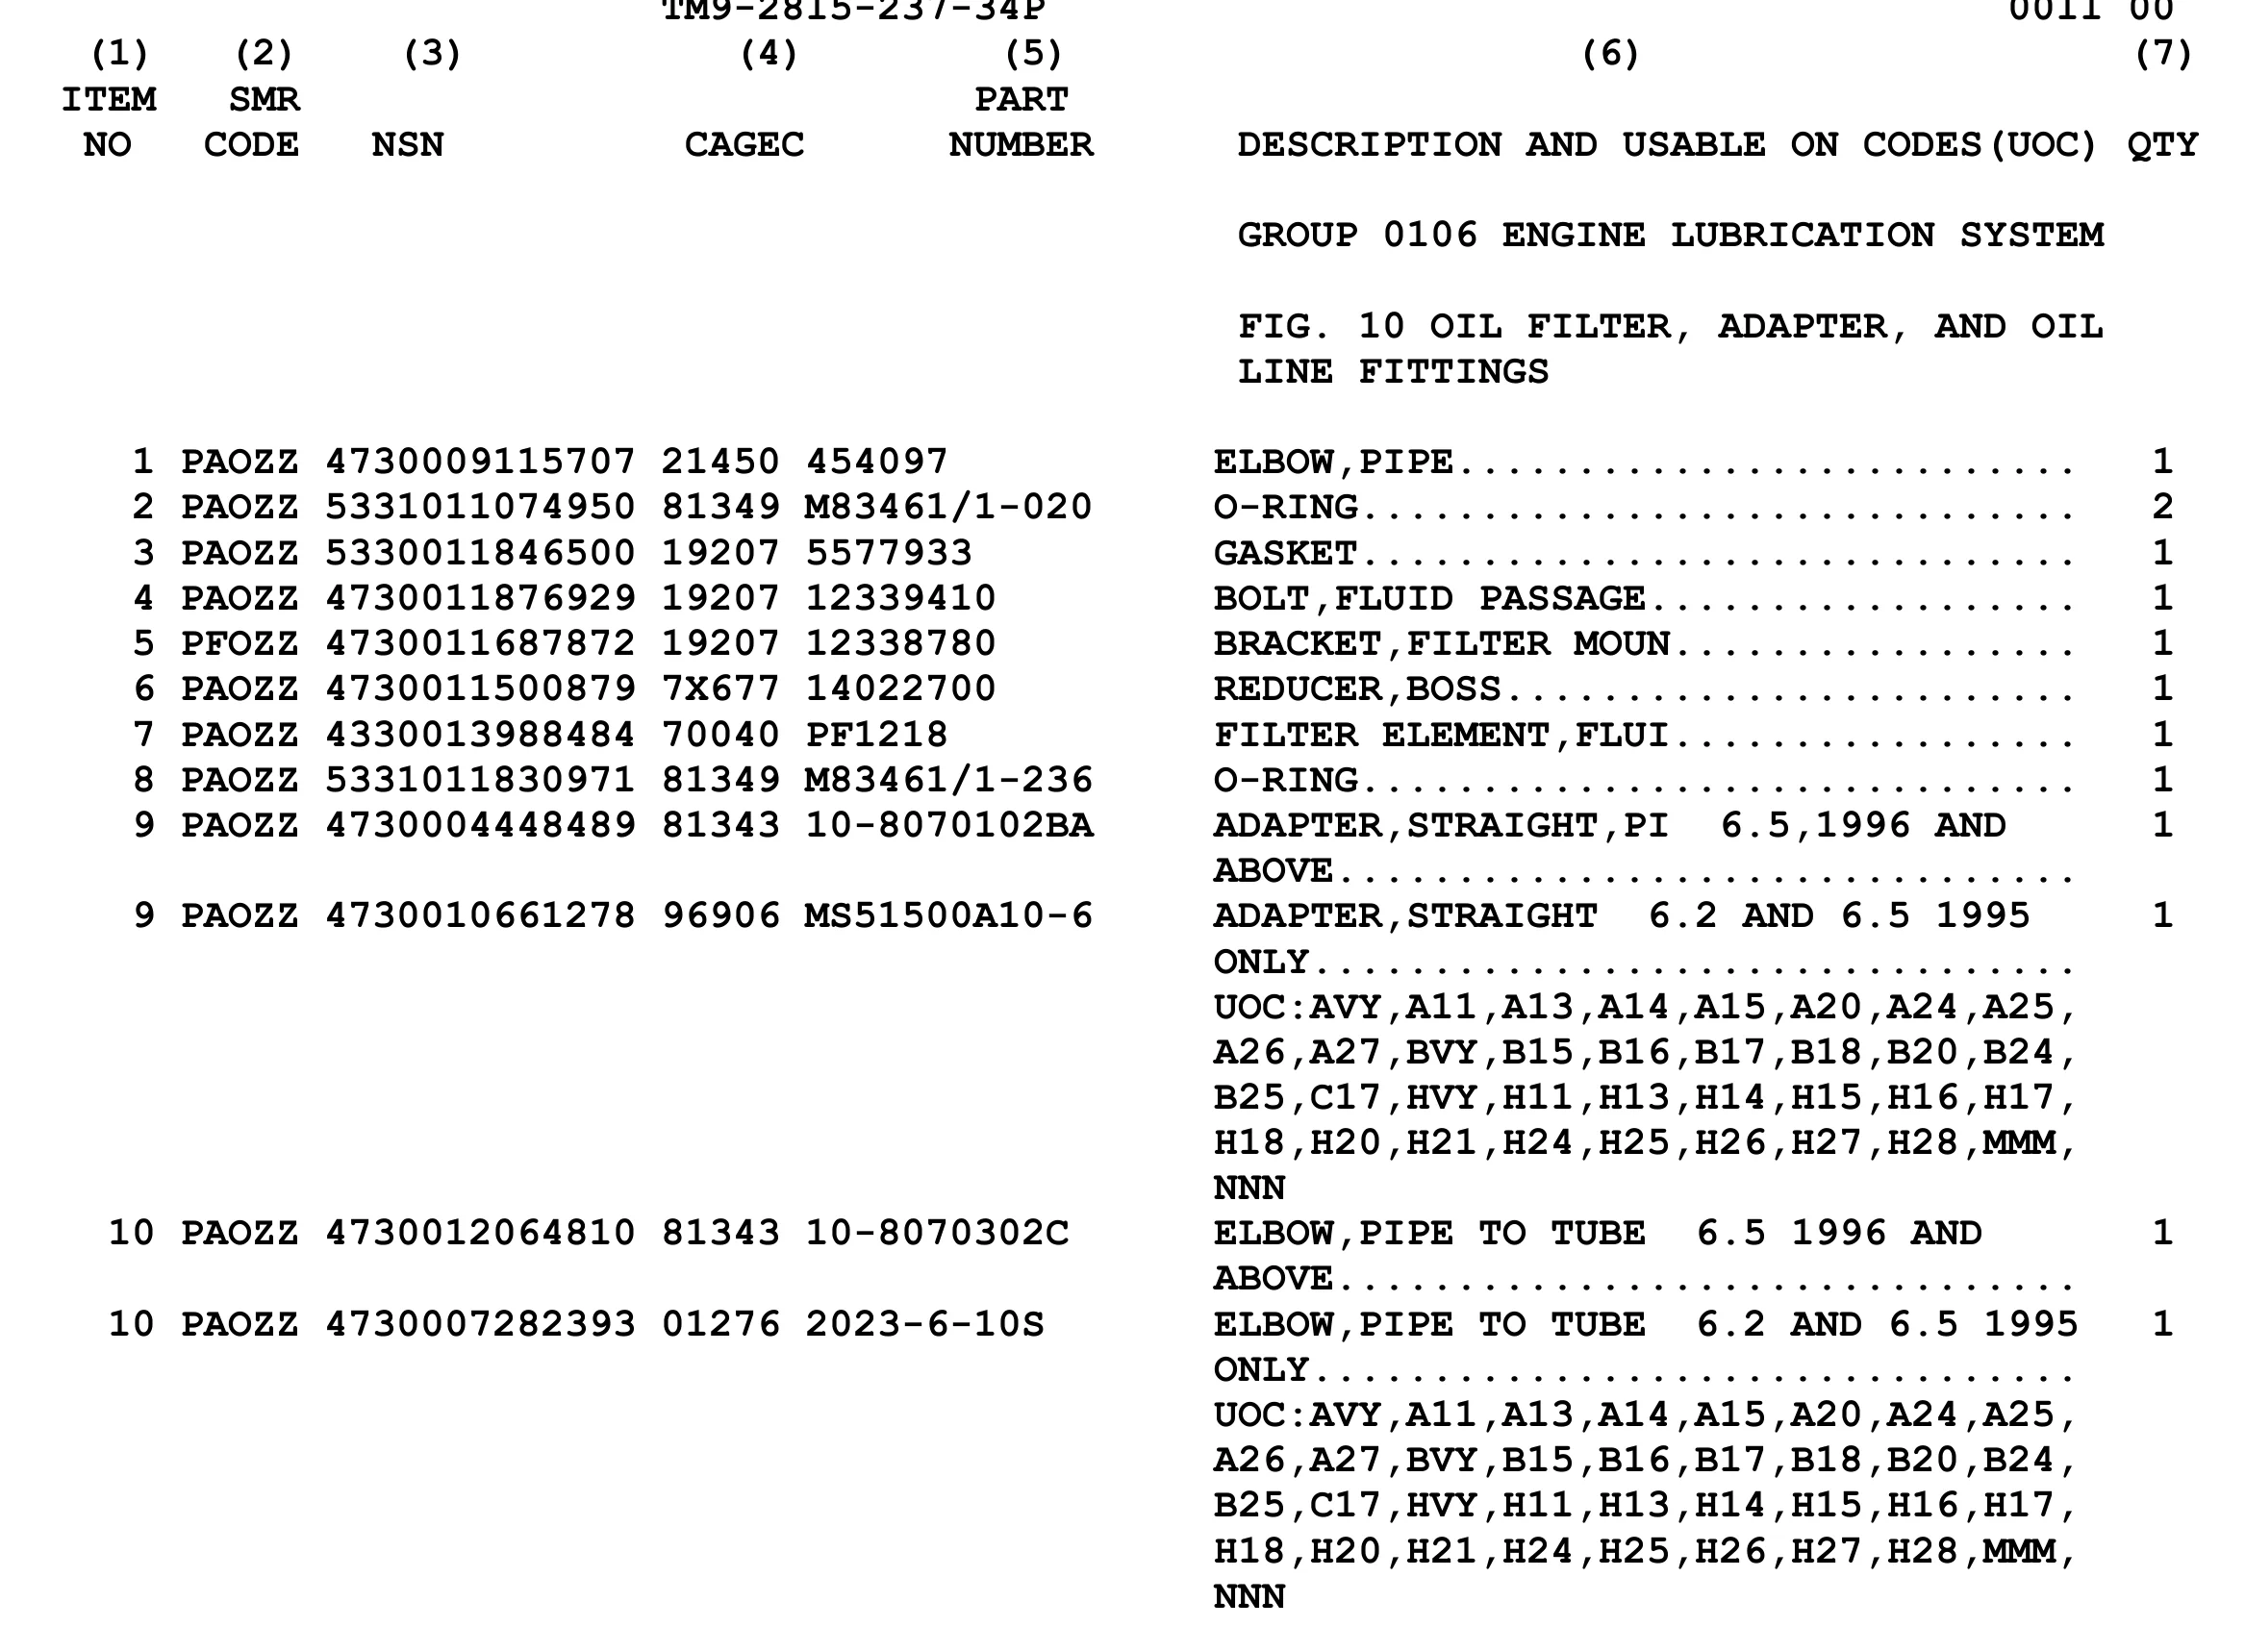 TM9-2815-237-34P 0011 00
(1) (2) (3) (4) (5) (6) (7)
ITEM SMR PART
NO CODE NSN CAGEC NUMBER DESCRIPTION AND USABLE ON CODES(UOC) QTY
GROUP 0106 ENGINE LUBRICATION SYSTEM
FIG. 10 OIL FILTER, ADAPTER, AND OIL
LINE FITTINGS
1 PAOZZ 4730009115707 21450 454097 ELBOW,PIPE.......................... 1
2 PAOZZ 5331011074950 81349 M83461/1-020 O-RING.............................. 2
3 PAOZZ 5330011846500 19207 5577933 GASKET.............................. 1
4 PAOZZ 4730011876929 19207 12339410 BOLT,FLUID PASSAGE.................. 1
5 PFOZZ 4730011687872 19207 12338780 BRACKET,FILTER MOUN................. 1
6 PAOZZ 4730011500879 7X677 14022700 REDUCER,BOSS........................ 1
7 PAOZZ 4330013988484 70040 PF1218 FILTER ELEMENT,FLUI................. 1
8 PAOZZ 5331011830971 81349 M83461/1-236 O-RING.............................. 1
9 PAOZZ 4730004448489 81343 10-8070102BA ADAPTER,STRAIGHT,PI 6.5,1996 AND 1
ABOVE...............................
9 PAOZZ 4730010661278 96906 MS51500A10-6 ADAPTER,STRAIGHT 6.2 AND 6.5 1995 1
ONLY................................
UOC:AVY,A11,A13,A14,A15,A20,A24,A25,
A26,A27,BVY,B15,B16,B17,B18,B20,B24,
B25,C17,HVY,H11,H13,H14,H15,H16,H17,
H18,H20,H21,H24,H25,H26,H27,H28,MMM,
NNN
10 PAOZZ 4730012064810 81343 10-8070302C ELBOW,PIPE TO TUBE 6.5 1996 AND 1
ABOVE...............................
10 PAOZZ 4730007282393 01276 2023-6-10S ELBOW,PIPE TO TUBE 6.2 AND 6.5 1995 1
ONLY................................
UOC:AVY,A11,A13,A14,A15,A20,A24,A25,
A26,A27,BVY,B15,B16,B17,B18,B20,B24,
B25,C17,HVY,H11,H13,H14,H15,H16,H17,
H18,H20,H21,H24,H25,H26,H27,H28,MMM,
NNN